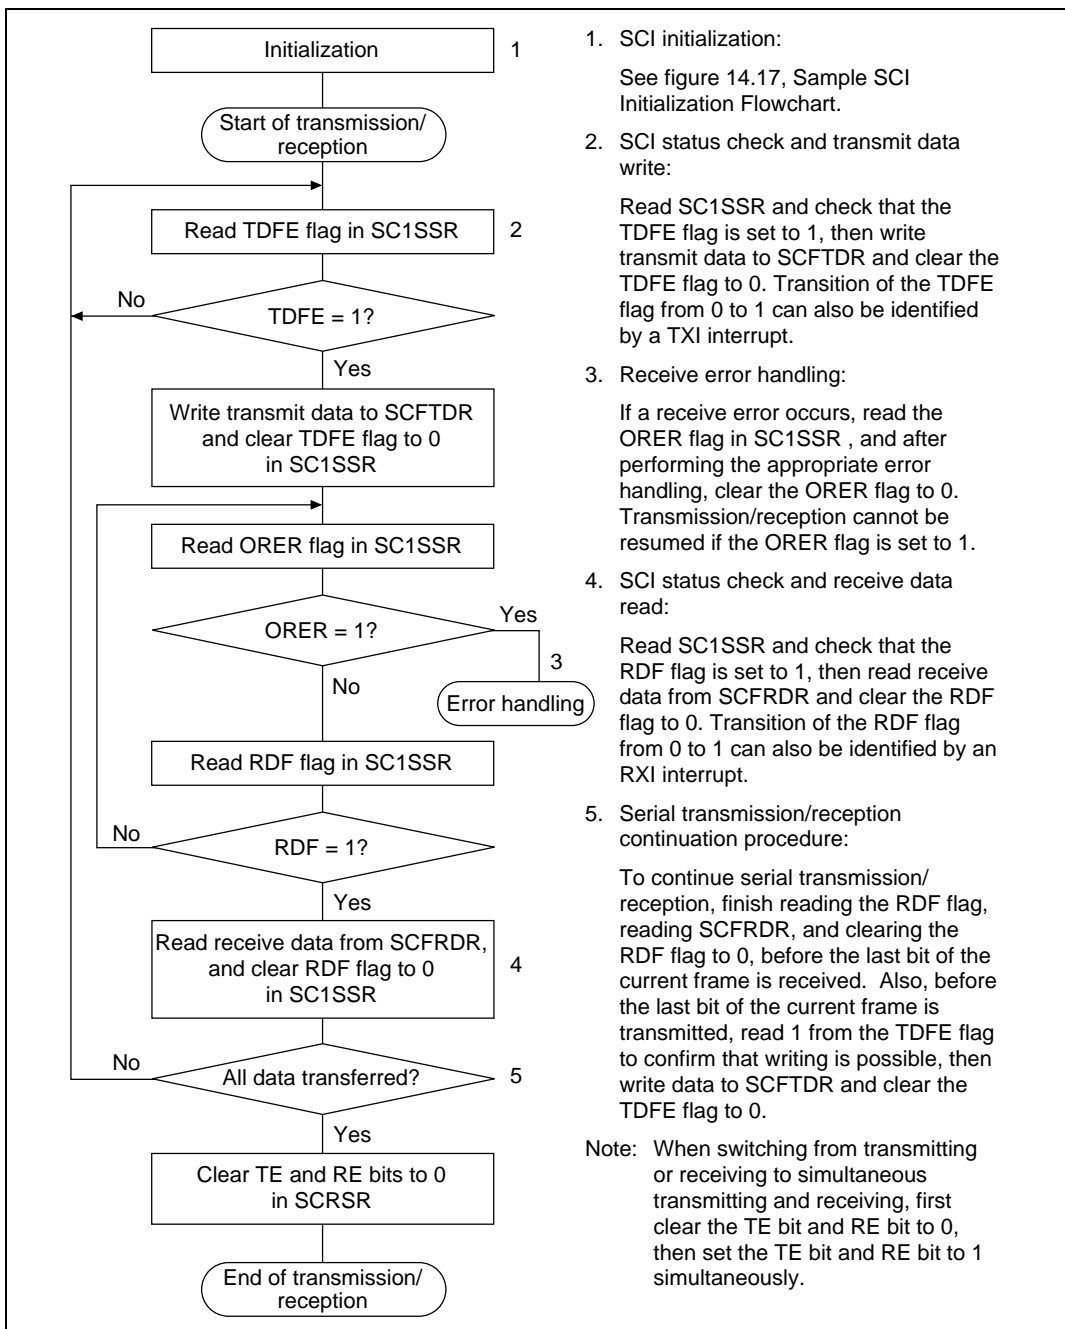 Initialization
1
Start of transmission/
reception
Read TDFE flag in SC1SSR
2
No
TDFE = 1?
Yes
Write transmit data to SCFTDR
and clear TDFE flag to 0
in SC1SSR
Read ORER flag in SC1SSR
Yes
ORER = 1?
3
No
Error handling
Read RDF flag in SC1SSR
No
RDF = 1?
Yes
Read receive data from SCFRDR,
and clear RDF flag to 0
in SC1SSR
4
No
All data transferred?
5
Yes
Clear TE and RE bits to 0
in SCRSR
End of transmission/
reception
1. SCI initialization:
See figure 14.17, Sample SCI
Initialization Flowchart.
2. SCI status check and transmit data
write:
Read SC1SSR and check that the
TDFE flag is set to 1, then write
transmit data to SCFTDR and clear the
TDFE flag to 0. Transition of the TDFE
flag from 0 to 1 can also be identified
by a TXI interrupt.
3. Receive error handling:
If a receive error occurs, read the
ORER flag in SC1SSR , and after
performing the appropriate error
handling, clear the ORER flag to 0.
Transmission/reception cannot be
resumed if the ORER flag is set to 1.
4. SCI status check and receive data
read:
Read SC1SSR and check that the
RDF flag is set to 1, then read receive
data from SCFRDR and clear the RDF
flag to 0. Transition of the RDF flag
from 0 to 1 can also be identified by an
RXI interrupt.
5. Serial transmission/reception
continuation procedure:
To continue serial transmission/
reception, finish reading the RDF flag,
reading SCFRDR, and clearing the
RDF flag to 0, before the last bit of the
current frame is received. Also, before
the last bit of the current frame is
transmitted, read 1 from the TDFE flag
to confirm that writing is possible, then
write data to SCFTDR and clear the
TDFE flag to 0.
Note: When switching from transmitting
or receiving to simultaneous
transmitting and receiving, first
clear the TE bit and RE bit to 0,
then set the TE bit and RE bit to 1
simultaneously.